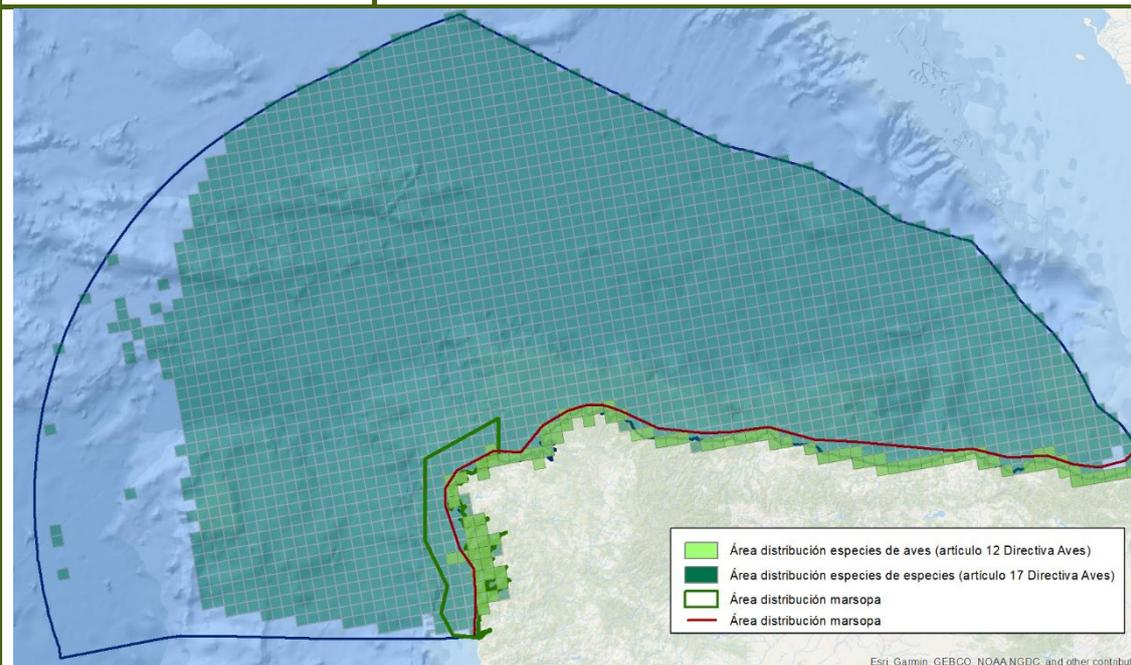 Área distribución especies de aves (artículo 12 Directiva Aves)
Área distribución especies de especies (artículo 17 Directiva Aves)
Área distribución marsopa
Área distribución marsopa
Esri, Garmin, GEBCO, NOAA NGDC, and other contribut